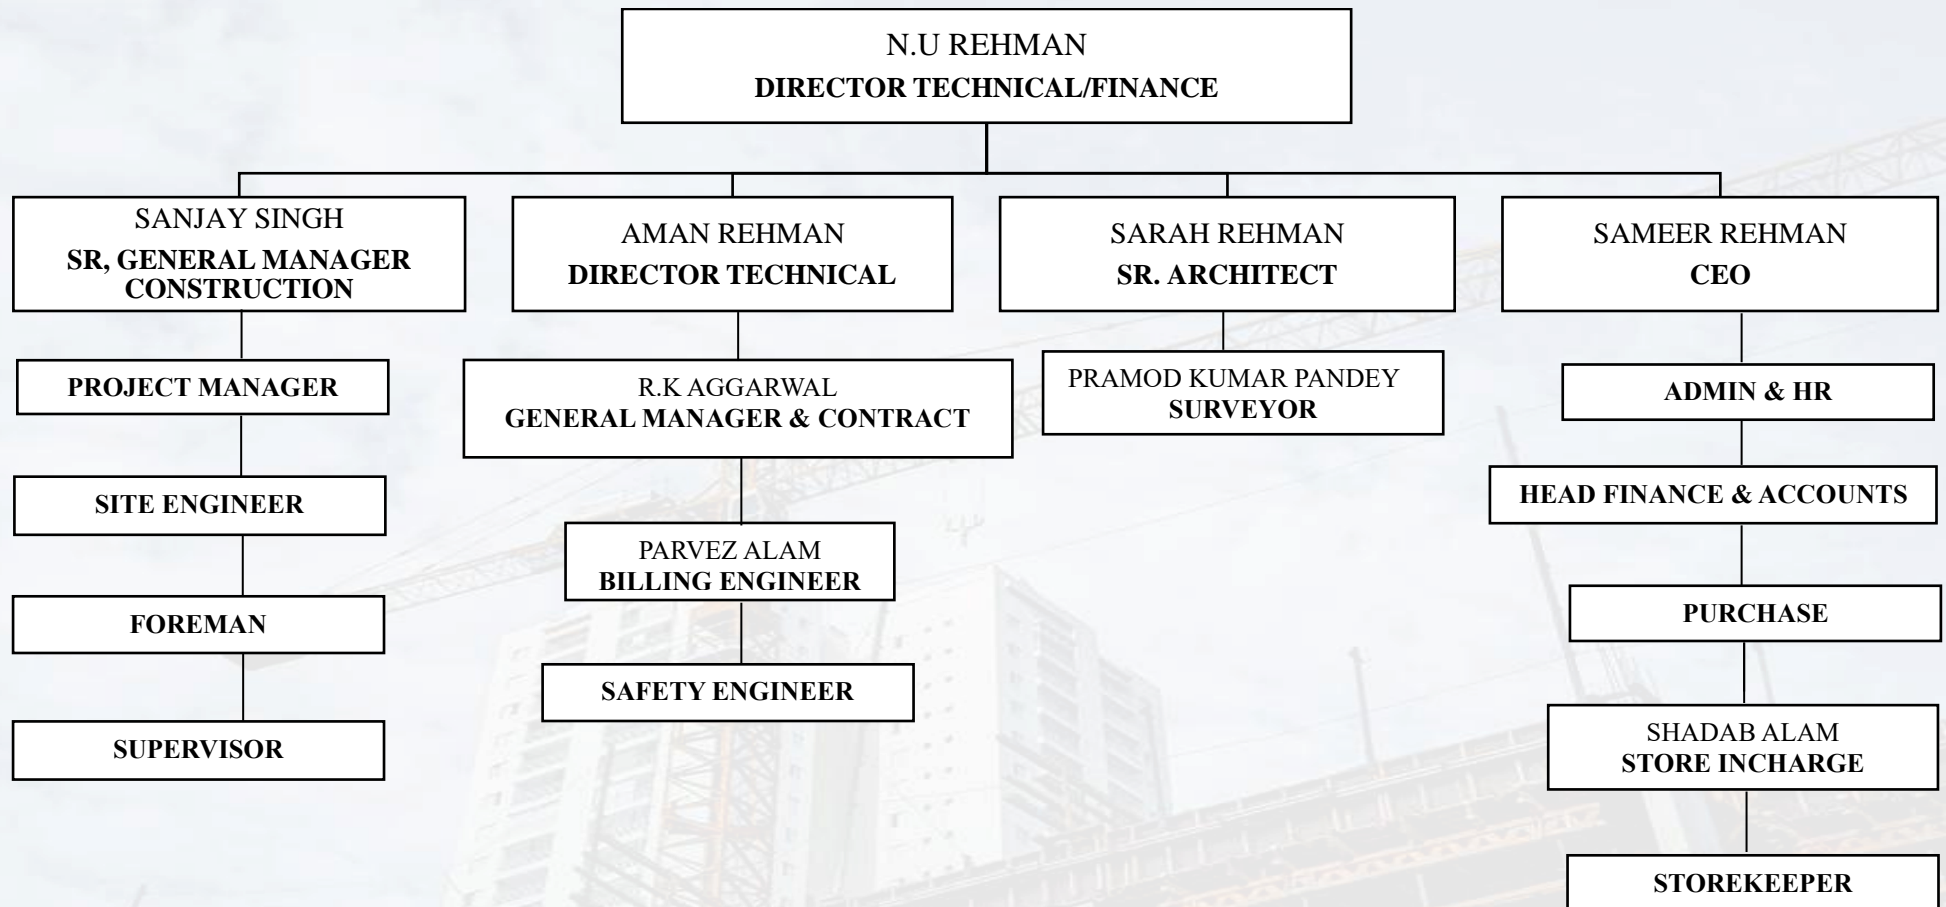 N.U REHMAN
DIRECTOR TECHNICAL/FINANCE
SANJAY SINGH
SR, GENERAL MANAGER
CONSTRUCTION
AMAN REHMAN
DIRECTOR TECHNICAL
SARAH REHMAN
SR. ARCHITECT
SAMEER REHMAN
CEO
PROJECT MANAGER
R.K AGGARWAL
GENERAL MANAGER & CONTRACT
PRAMOD KUMAR PANDEY
SURVEYOR
ADMIN & HR
SITE ENGINEER
HEAD FINANCE & ACCOUNTS
PARVEZ ALAM
BILLING ENGINEER
FOREMAN
PURCHASE
SAFETY ENGINEER
SUPERVISOR
SHADAB ALAM
STORE INCHARGE
STOREKEEPER